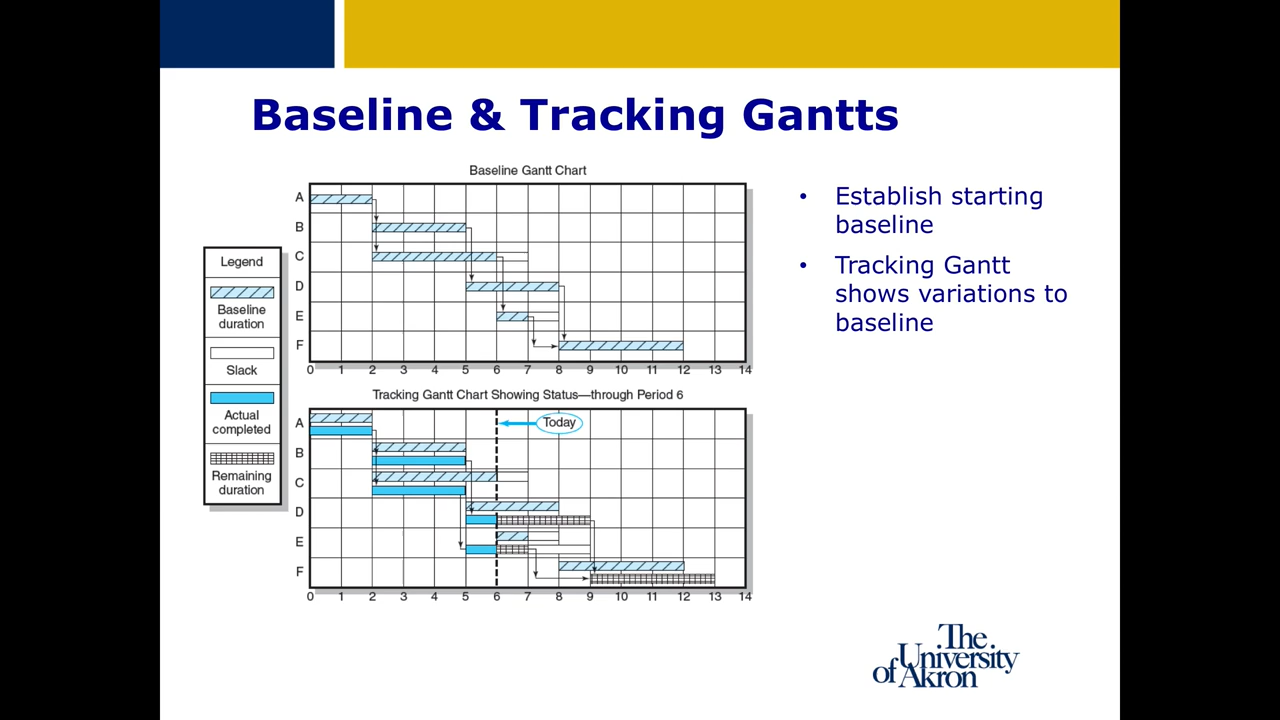 Baseline & Tracking Gantts
Baseline Gantt Chart
A
B
C
D
E
F
0 1 2 3 4 5 6 7 8 9 10 11 12 13 14
Legend
Baseline
duration
Slack
Actual
completed
Remaining
duration
Tracking Gantt Chart Showing Status—through Period 6
Today
A
B
C
D
E
F
0 1 2 3 4 5 6 7 8 9 10 11 12 13 14
• Establish starting
baseline
• Tracking Gantt
shows variations to
baseline
The
University
of Akron